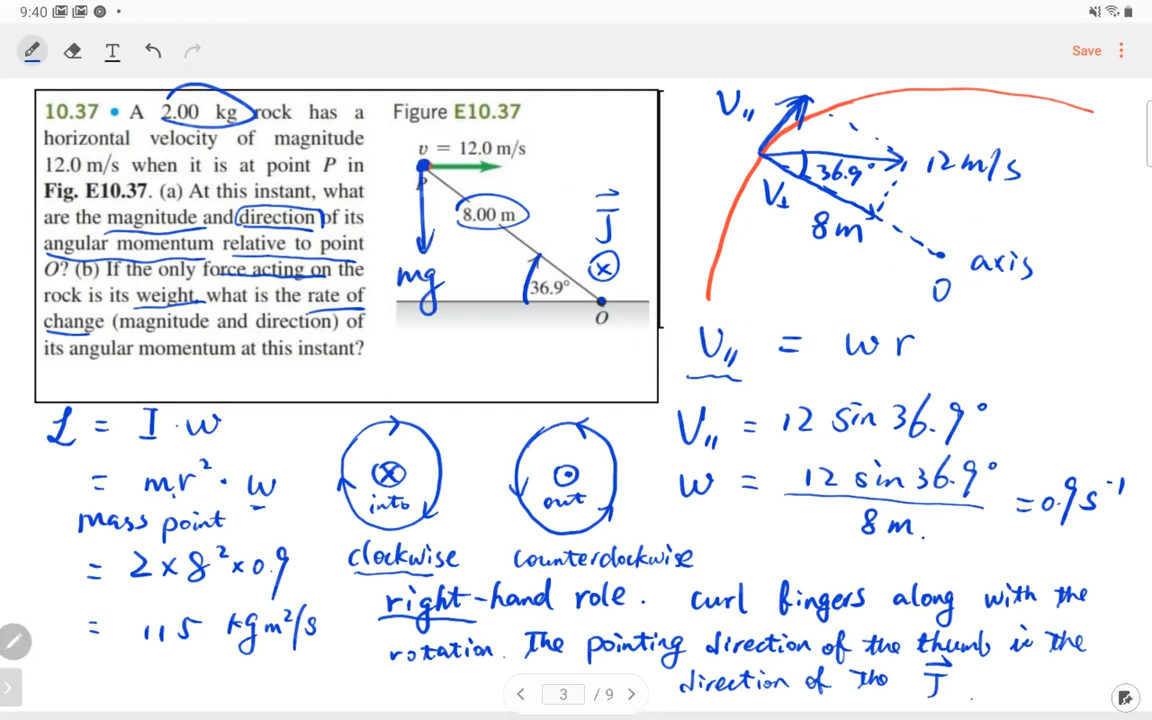 9:40
T
Save
10.37 • A 2.00 kg rock has a
horizontal velocity of magnitude
12.0 m/s when it is at point P in
Fig. E10.37. (a) At this instant, what
are the magnitude and direction of its
angular momentum relative to point
O? (b) If the only force acting on the
rock is its weight, what is the rate of
change (magnitude and direction) of
its angular momentum at this instant?
Figure E10.37
v = 12.0 m/s
P
8.00 m
36.9°
O
mg
J
V∥
36.9°
12 m/s
V⊥
8m
axis
O
V∥ = w r
V∥ = 12 sin 36.9°
w = 12 sin 36.9° / 8 m. = 0.9 s⁻¹
L = I · w
= mr² · w
mass point
= 2 × 8² × 0.9
= 115 kg m²/s
into
out
clockwise
counterclockwise
right-hand role. curl fingers along with the
rotation. The pointing direction of the thumb is the
direction of the J.
3 / 9